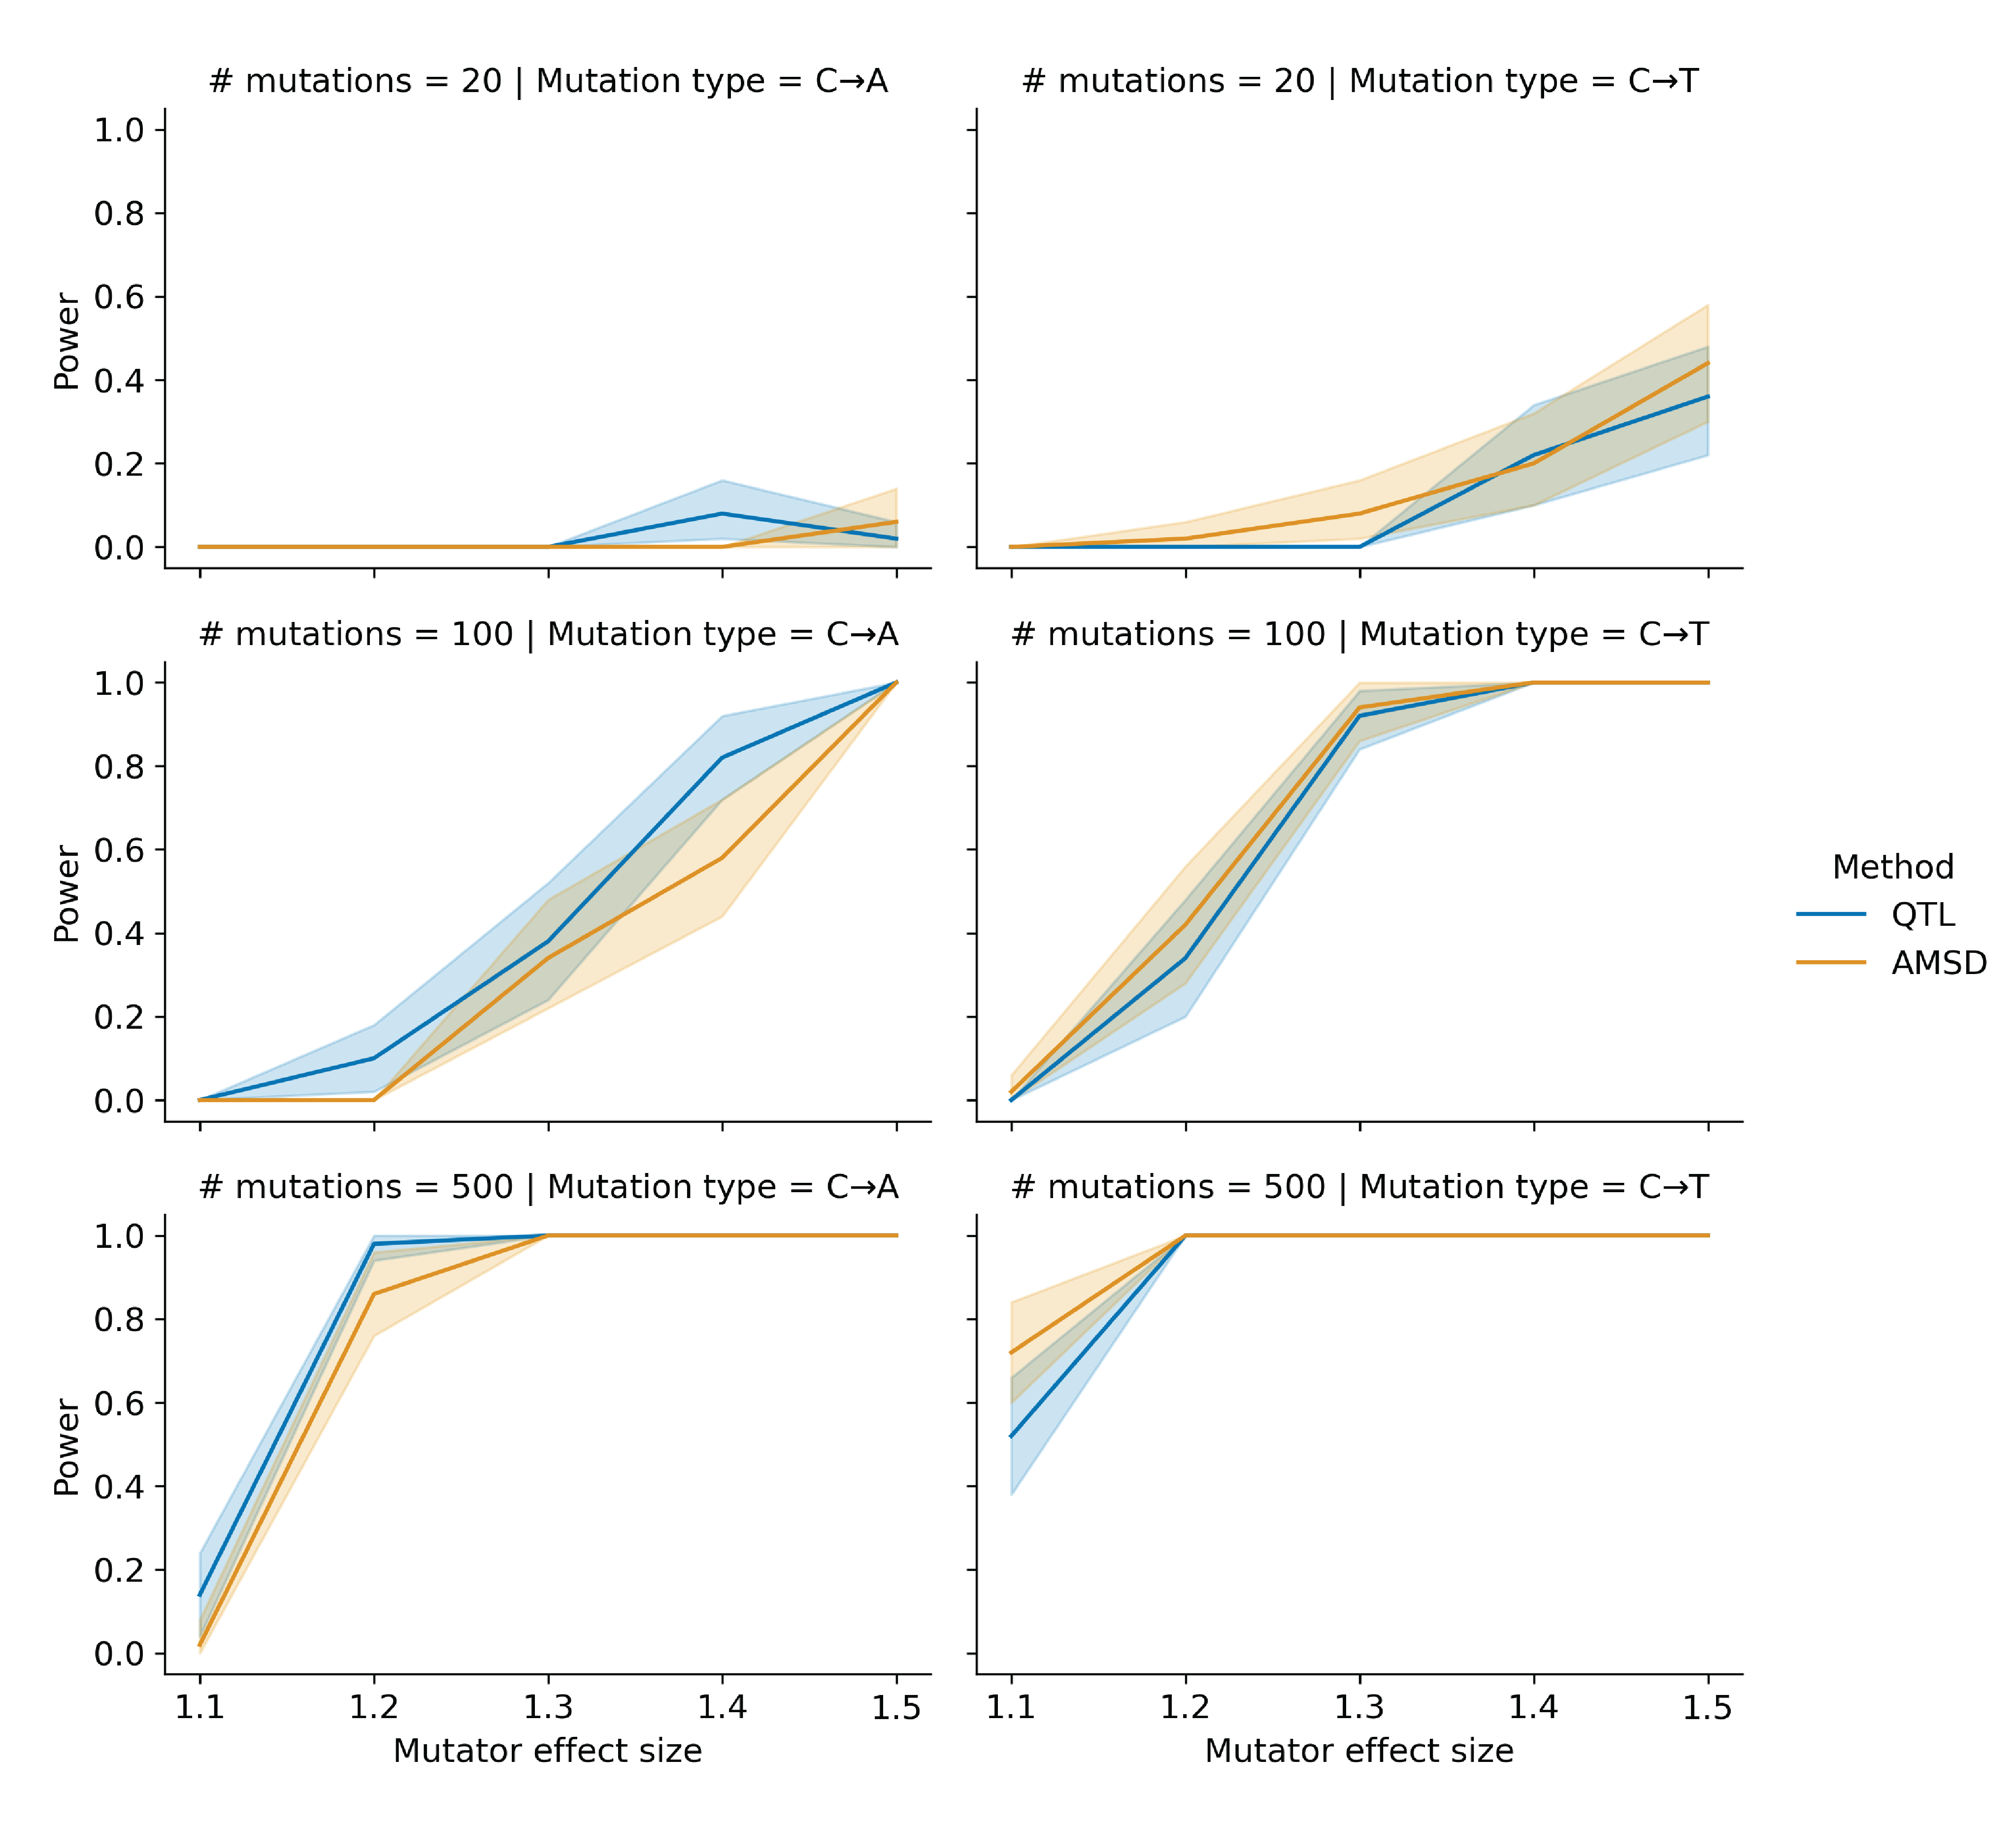 # mutations = 20 | Mutation type = C→A
# mutations = 20 | Mutation type = C→T
1.0
0.8
0.6
0.4
0.2
0.0
Power
# mutations = 100 | Mutation type = C→A
# mutations = 100 | Mutation type = C→T
1.0
0.8
0.6
0.4
0.2
0.0
Power
Method
QTL
AMSD
# mutations = 500 | Mutation type = C→A
# mutations = 500 | Mutation type = C→T
1.0
0.8
0.6
0.4
0.2
0.0
Power
1.1 1.2 1.3 1.4 1.5
Mutator effect size
1.1 1.2 1.3 1.4 1.5
Mutator effect size